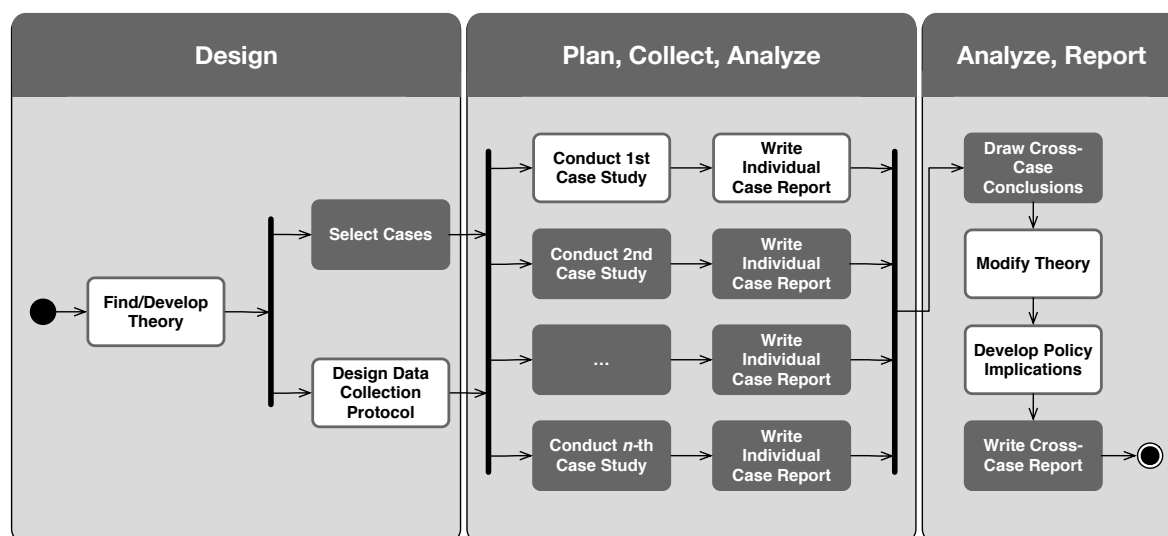 Design
Plan, Collect, Analyze
Analyze, Report
Find/Develop
Theory
Select Cases
Design Data
Collection
Protocol
Conduct 1st
Case Study
Write
Individual
Case Report
Conduct 2nd
Case Study
Write
Individual
Case Report
...
Write
Individual
Case Report
Conduct n-th
Case Study
Write
Individual
Case Report
Draw Cross-
Case
Conclusions
Modify Theory
Develop Policy
Implications
Write Cross-
Case Report